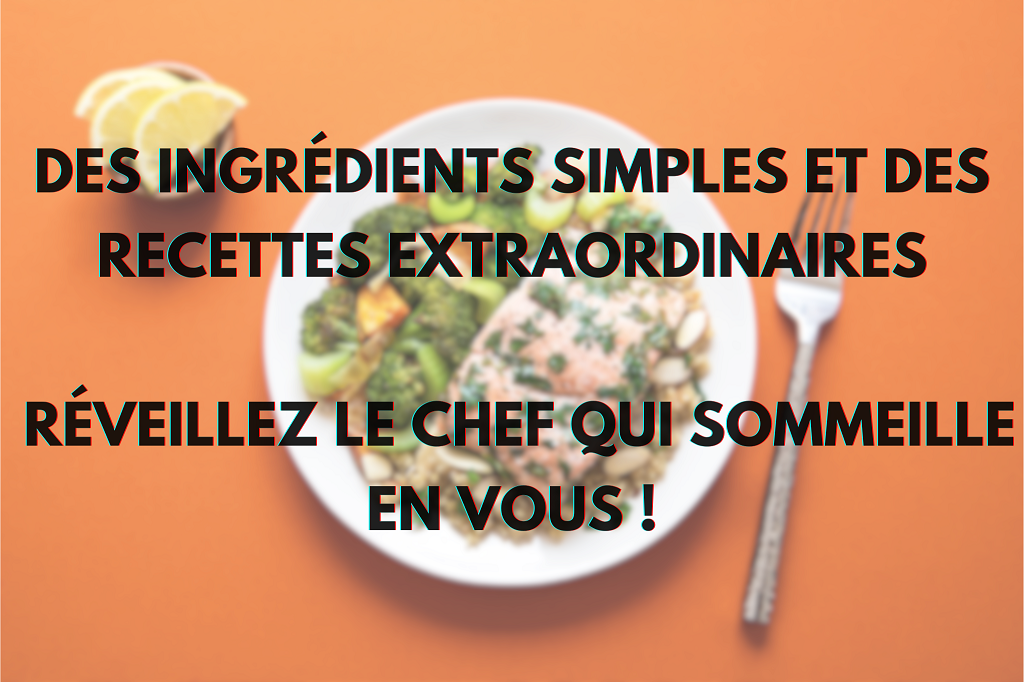 DES INGRÉDIENTS SIMPLES ET DES
RECETTES EXTRAORDINAIRES
RÉVEILLEZ LE CHEF QUI SOMMEILLE
EN VOUS !